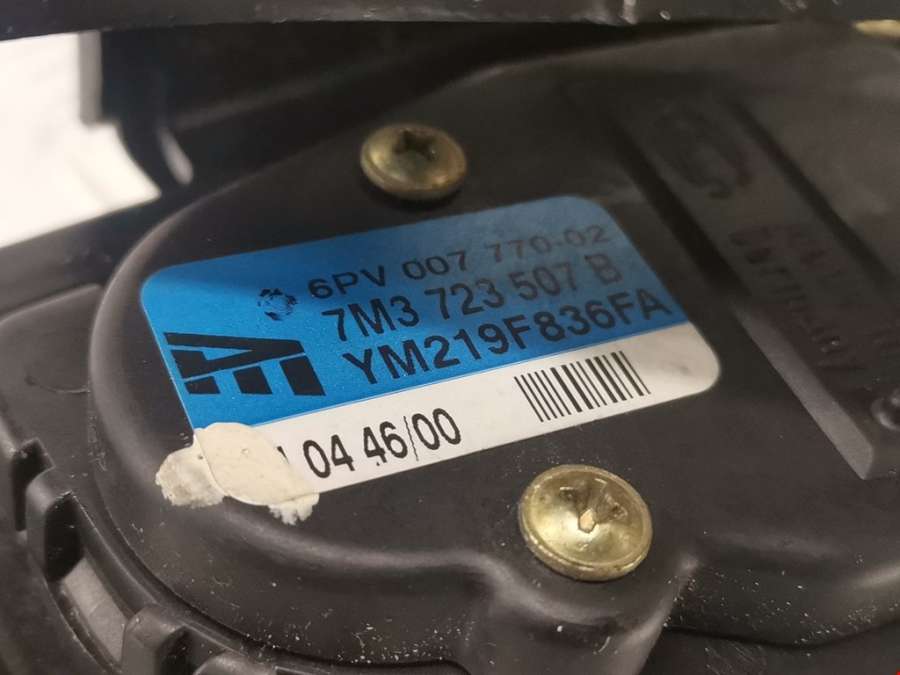 6PV 007 770-02
7M3 723 507 B
YM219F836FA
04 46/00